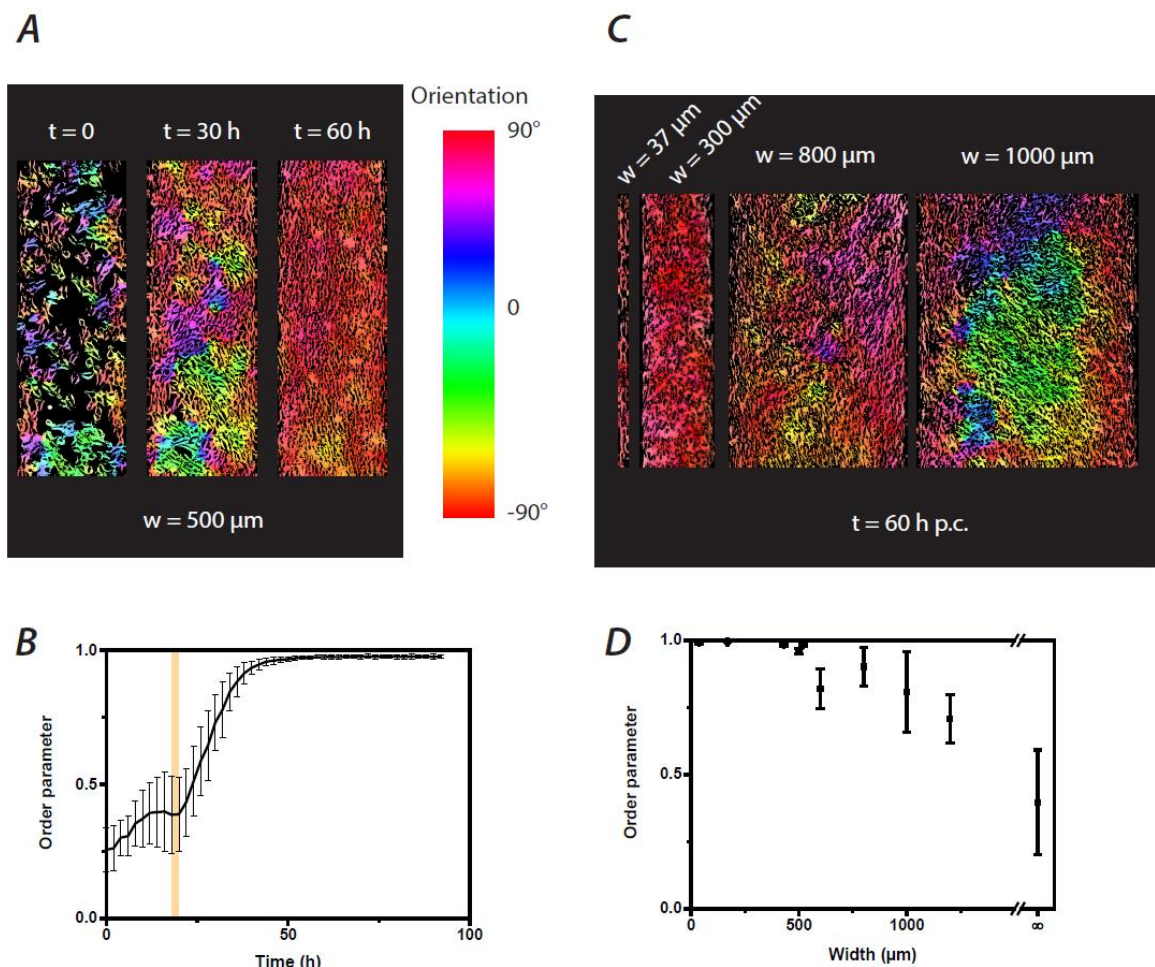 A
Orientation
t = 0
t = 30 h
t = 60 h
90°
0
-90°
w = 500 µm
C
w = 37 µm
w = 300 µm
w = 800 µm
w = 1000 µm
t = 60 h p.c.
B
Order parameter
1.0
0.5
0.0
0
50
100
Time (h)
D
Order parameter
1.0
0.5
0.0
0
500
1000
∞
Width (µm)